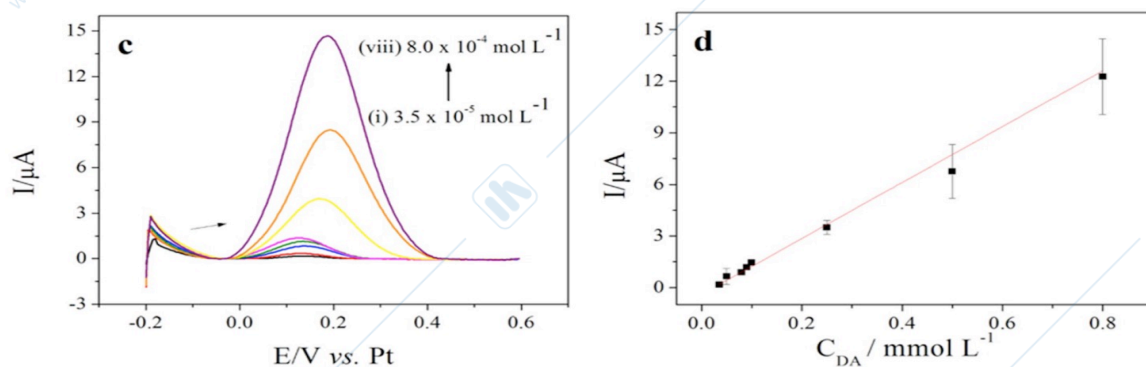 c
(viii) 8.0 x 10⁻⁴ mol L⁻¹
(i) 3.5 x 10⁻⁵ mol L⁻¹
15
12
9
6
3
0
-3
I/μA
-0.2 0.0 0.2 0.4 0.6
E/V vs. Pt
d
15
12
9
6
3
0
I/μA
0.0 0.2 0.4 0.6 0.8
C_DA / mmol L⁻¹